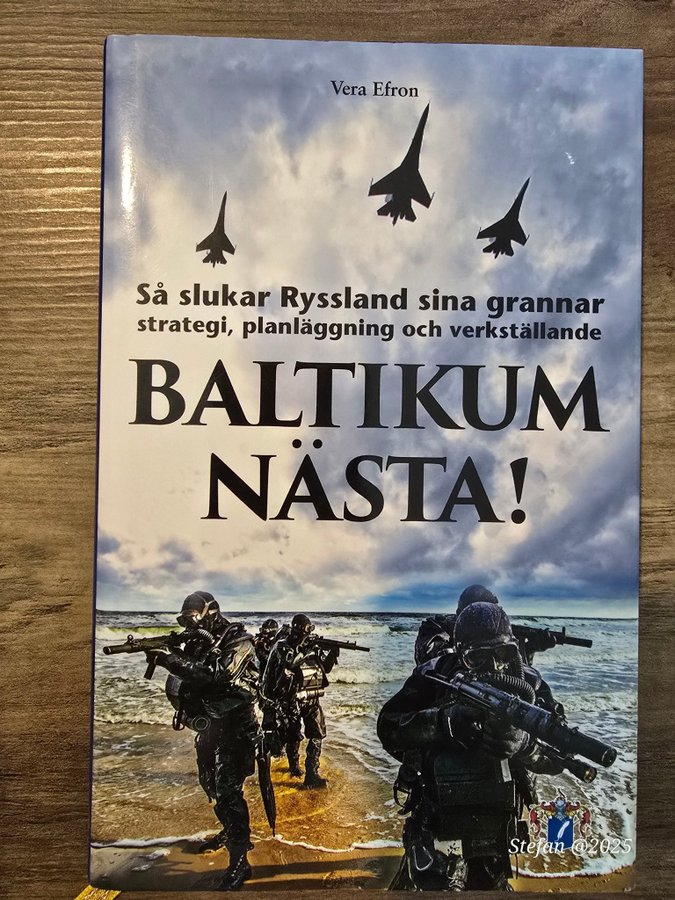 Vera Efron
Så slukar Ryssland sina grannar
strategi, planläggning och verkställande
BALTIKUM
NÄSTA!
Stefan @2025